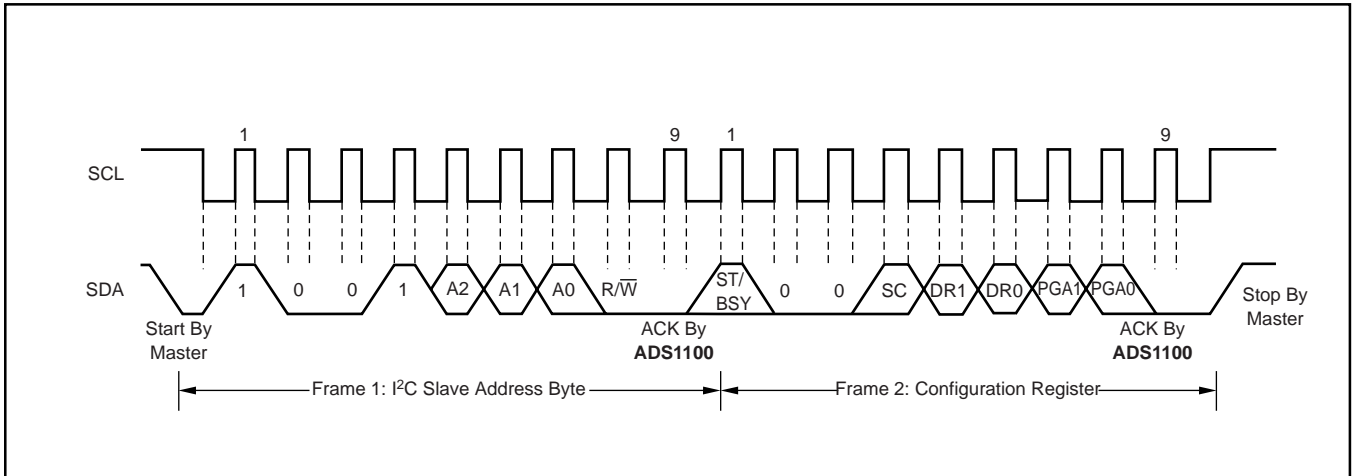 1 9 1 9
SCL
SDA
1 0 0 1 A2 A1 A0 R/W̅ ST/BSY 0 0 SC DR1 DR0 PGA1 PGA0
Start By
Master
ACK By
ADS1100
ACK By
ADS1100
Stop By
Master
Frame 1: I²C Slave Address Byte
Frame 2: Configuration Register